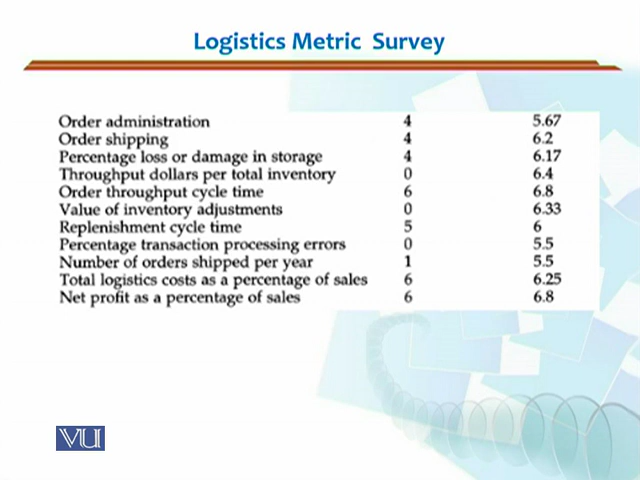 Logistics Metric Survey
Order administration 4 5.67
Order shipping 4 6.2
Percentage loss or damage in storage 4 6.17
Throughput dollars per total inventory 0 6.4
Order throughput cycle time 6 6.8
Value of inventory adjustments 0 6.33
Replenishment cycle time 5 6
Percentage transaction processing errors 0 5.5
Number of orders shipped per year 1 5.5
Total logistics costs as a percentage of sales 6 6.25
Net profit as a percentage of sales 6 6.8
VU